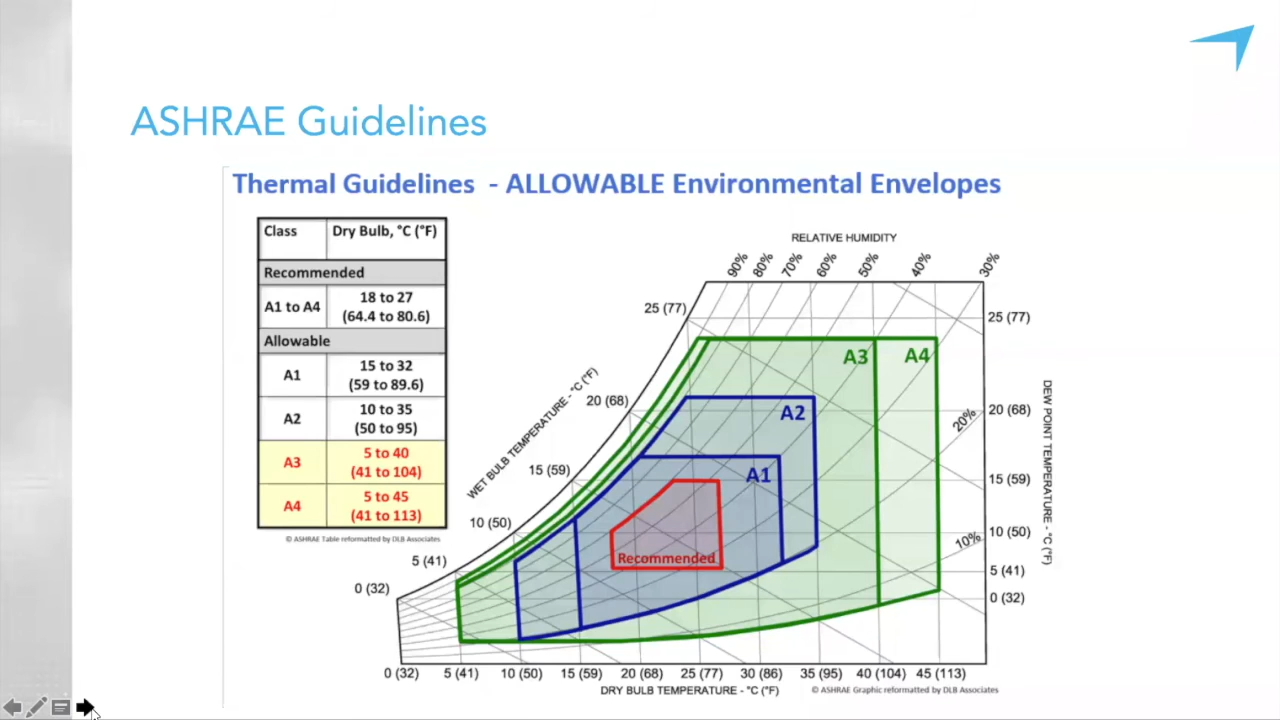 ASHRAE Guidelines
Thermal Guidelines - ALLOWABLE Environmental Envelopes
Class Dry Bulb, °C (°F)
Recommended
A1 to A4 18 to 27 (64.4 to 80.6)
Allowable
A1 15 to 32 (59 to 89.6)
A2 10 to 35 (50 to 95)
A3 5 to 40 (41 to 104)
A4 5 to 45 (41 to 113)
© ASHRAE Table reformatted by DLB Associates
RELATIVE HUMIDITY
90% 80% 70% 60% 50% 40% 30%
20%
10%
WET BULB TEMPERATURE - °C (°F)
25 (77)
20 (68)
15 (59)
10 (50)
5 (41)
0 (32)
A3 A4
A2
A1
Recommended
25 (77)
20 (68)
15 (59)
10 (50)
5 (41)
0 (32)
DEW POINT TEMPERATURE - °C (°F)
0 (32) 5 (41) 10 (50) 15 (59) 20 (68) 25 (77) 30 (86) 35 (95) 40 (104) 45 (113)
DRY BULB TEMPERATURE - °C (°F)
© ASHRAE Graphic reformatted by DLB Associates